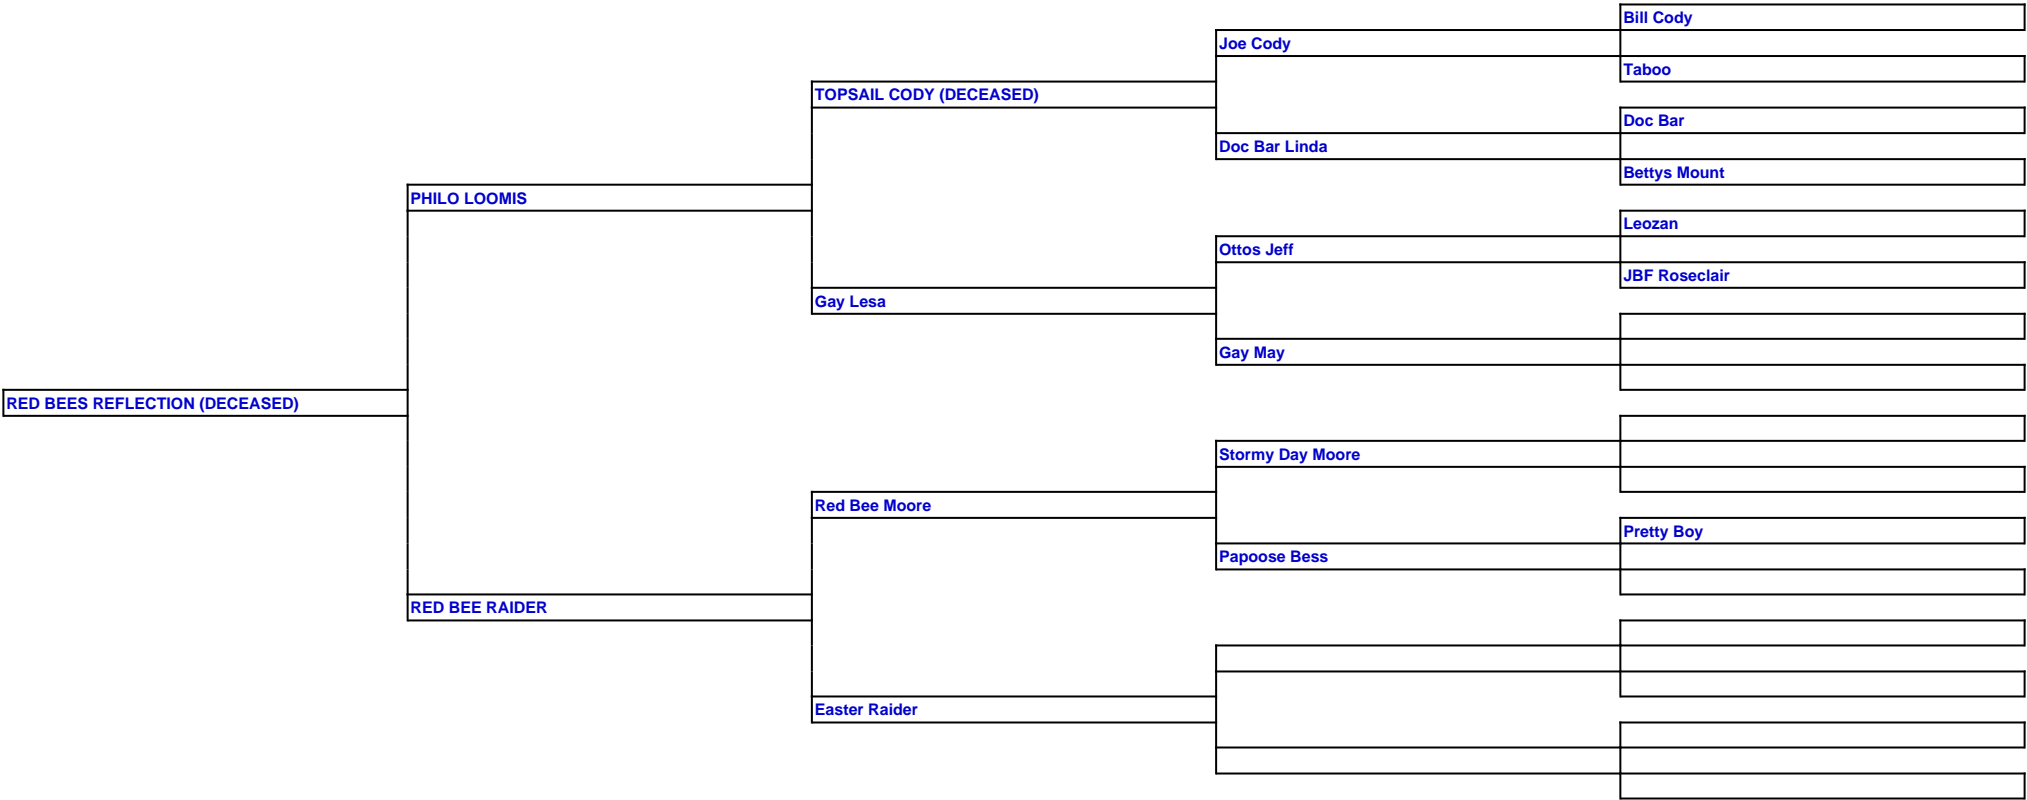 Bill Cody
Joe Cody
Taboo
TOPSAIL CODY (DECEASED)
Doc Bar
Doc Bar Linda
Bettys Mount
PHILO LOOMIS
Leozan
Ottos Jeff
JBF Roseclair
Gay Lesa
Gay May
RED BEES REFLECTION (DECEASED)
Stormy Day Moore
Red Bee Moore
Pretty Boy
Papoose Bess
RED BEE RAIDER
Easter Raider